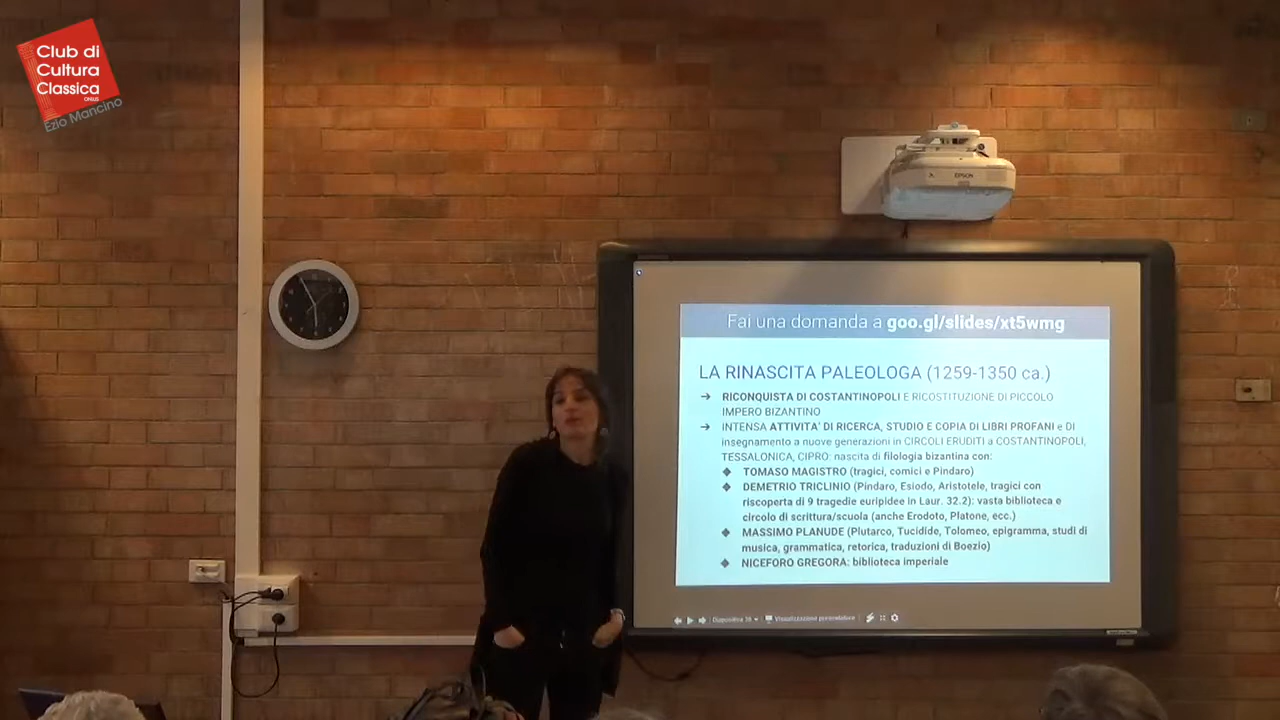 Club di
Cultura
Classica
ONLUS
Ezio Mancino
EPSON
Fai una domanda a goo.gl/slides/xt5wmg
LA RINASCITA PALEOLOGA (1259-1350 ca.)
➔ RICONQUISTA DI COSTANTINOPOLI E RICOSTITUZIONE DI PICCOLO
IMPERO BIZANTINO
➔ INTENSA ATTIVITA' DI RICERCA, STUDIO E COPIA DI LIBRI PROFANI e DI
insegnamento a nuove generazioni in CIRCOLI ERUDITI a COSTANTINOPOLI,
TESSALONICA, CIPRO: nascita di filologia bizantina con:
❖ TOMASO MAGISTRO (tragici, comici e Pindaro)
❖ DEMETRIO TRICLINIO (Pindaro, Esiodo, Aristotele, tragici con
riscoperta di 9 tragedie euripidee in Laur. 32.2): vasta biblioteca e
circolo di scrittura/scuola (anche Erodoto, Platone, ecc.)
❖ MASSIMO PLANUDE (Plutarco, Tucidide, Tolomeo, epigramma, studi di
musica, grammatica, retorica, traduzioni di Boezio)
❖ NICEFORO GREGORA: biblioteca imperiale
Diapositiva 38 Visualizzazione presentatore